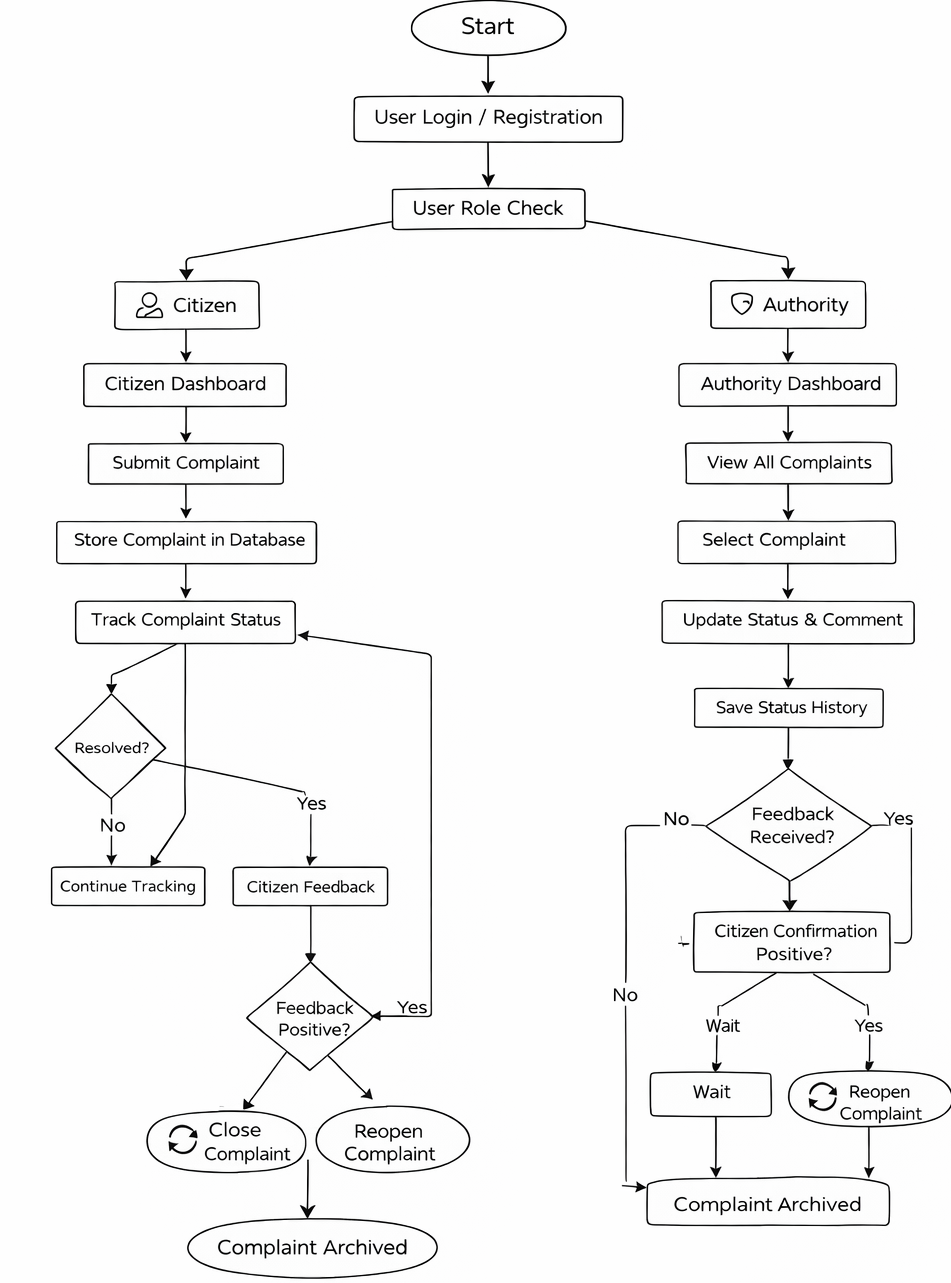 Start
User Login / Registration
User Role Check
Citizen
Authority
Citizen Dashboard
Authority Dashboard
Submit Complaint
View All Complaints
Store Complaint in Database
Select Complaint
Track Complaint Status
Update Status & Comment
Save Status History
Resolved?
Yes
No
Feedback
Received?
No
Yes
Continue Tracking
Citizen Feedback
Citizen Confirmation
Positive?
Feedback
Positive?
Yes
No
Wait
Yes
Wait
Reopen
Complaint
Close
Complaint
Reopen
Complaint
Complaint Archived
Complaint Archived